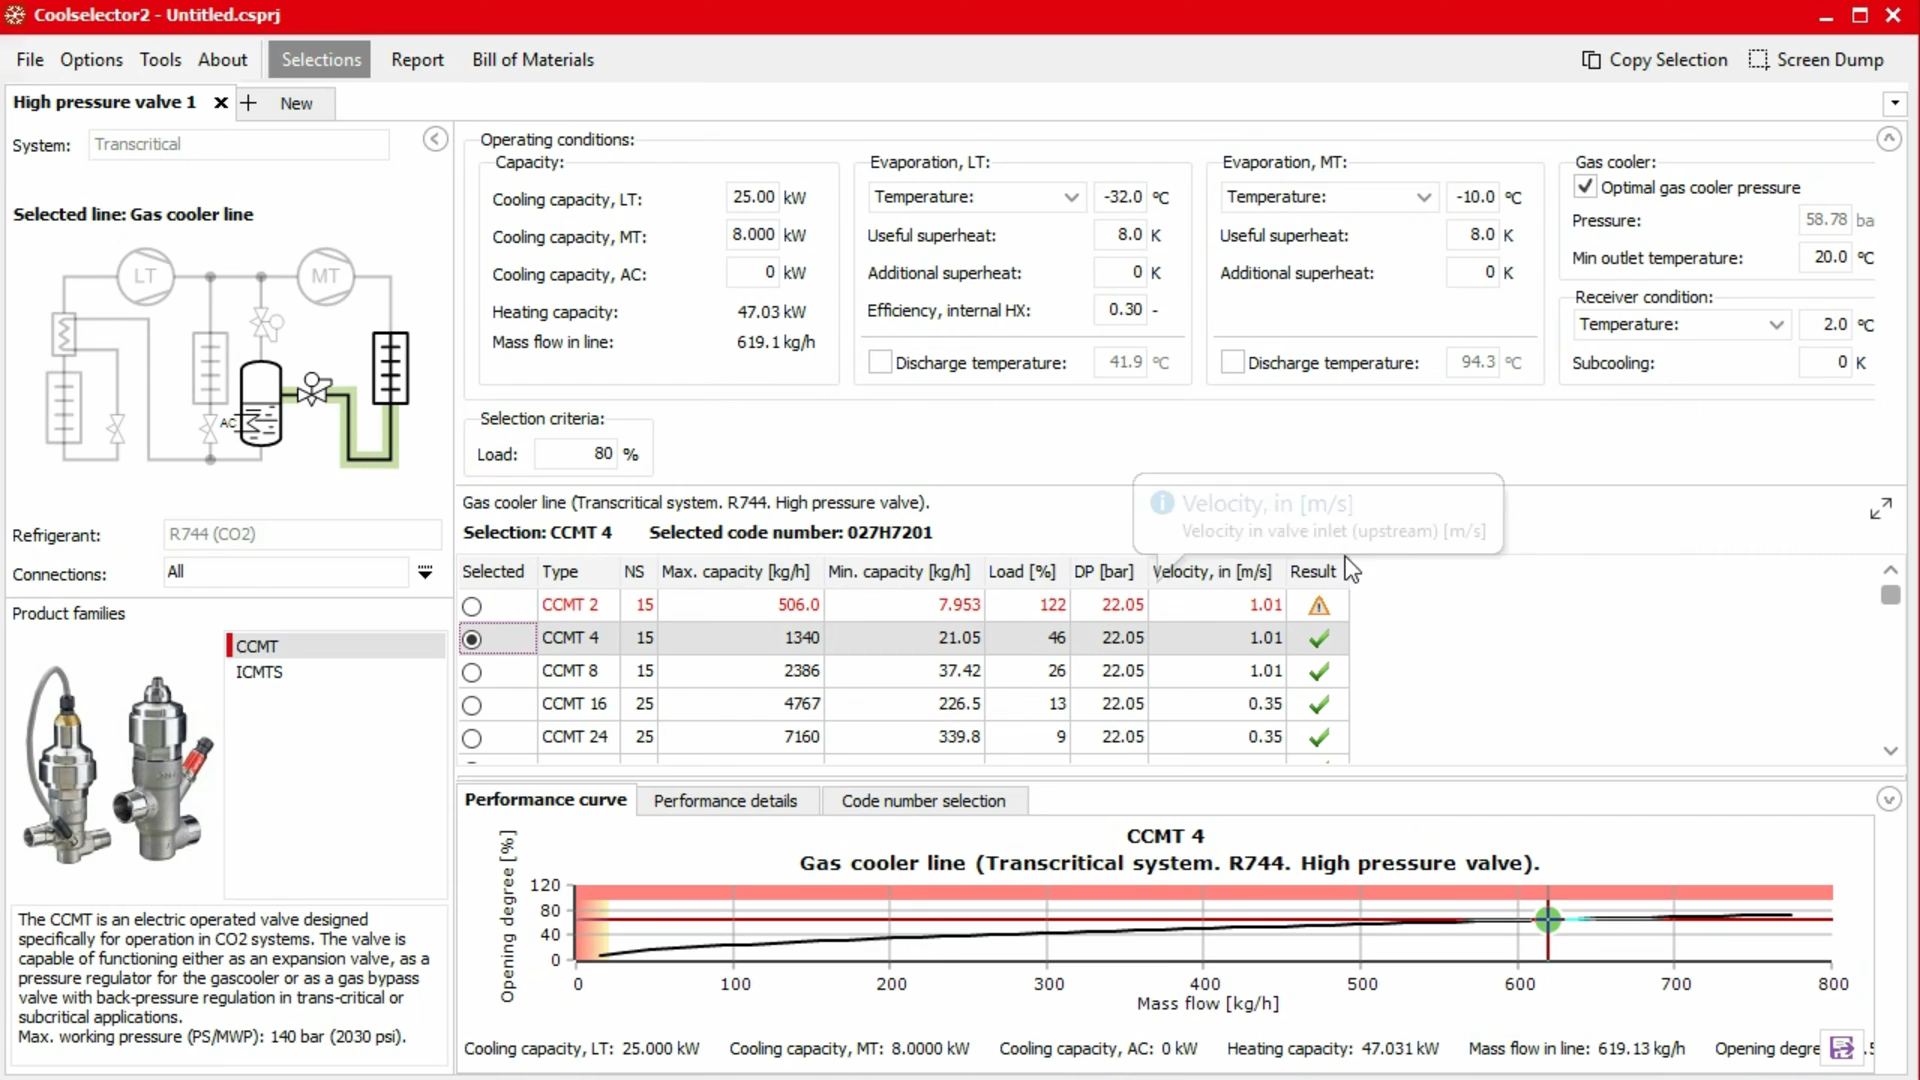 Coolselector2 - Untitled.csprj
File Options Tools About Selections Report Bill of Materials Copy Selection Screen Dump
High pressure valve 1 New
System: Transcritical
Selected line: Gas cooler line
LT MT
AC
Refrigerant: R744 (CO2)
Connections: All
Product families
CCMT
ICMTS
The CCMT is an electric operated valve designed
specifically for operation in CO2 systems. The valve is
capable of functioning either as an expansion valve, as a
pressure regulator for the gascooler or as a gas bypass
valve with back-pressure regulation in trans-critical or
subcritical applications.
Max. working pressure (PS/MWP): 140 bar (2030 psi).
Operating conditions:
Capacity:
Cooling capacity, LT: 25.00 kW
Cooling capacity, MT: 8.000 kW
Cooling capacity, AC: 0 kW
Heating capacity: 47.03 kW
Mass flow in line: 619.1 kg/h
Evaporation, LT:
Temperature: -32.0 °C
Useful superheat: 8.0 K
Additional superheat: 0 K
Efficiency, internal HX: 0.30 -
Discharge temperature: 41.9 °C
Evaporation, MT:
Temperature: -10.0 °C
Useful superheat: 8.0 K
Additional superheat: 0 K
Discharge temperature: 94.3 °C
Gas cooler:
Optimal gas cooler pressure
Pressure: 58.78 ba
Min outlet temperature: 20.0 °C
Receiver condition:
Temperature: 2.0 °C
Subcooling: 0 K
Selection criteria:
Load: 80 %
Gas cooler line (Transcritical system. R744. High pressure valve).
Selection: CCMT 4 Selected code number: 027H7201
Velocity, in [m/s]
Velocity in valve inlet (upstream) [m/s]
Selected Type NS Max. capacity [kg/h] Min. capacity [kg/h] Load [%] DP [bar] Velocity, in [m/s] Result
CCMT 2 15 506.0 7.953 122 22.05 1.01
CCMT 4 15 1340 21.05 46 22.05 1.01
CCMT 8 15 2386 37.42 26 22.05 1.01
CCMT 16 25 4767 226.5 13 22.05 0.35
CCMT 24 25 7160 339.8 9 22.05 0.35
Performance curve Performance details Code number selection
CCMT 4
Gas cooler line (Transcritical system. R744. High pressure valve).
Opening degree [%]
120
80
40
0
0 100 200 300 400 500 600 700 800
Mass flow [kg/h]
Cooling capacity, LT: 25.000 kW Cooling capacity, MT: 8.0000 kW Cooling capacity, AC: 0 kW Heating capacity: 47.031 kW Mass flow in line: 619.13 kg/h Opening degre